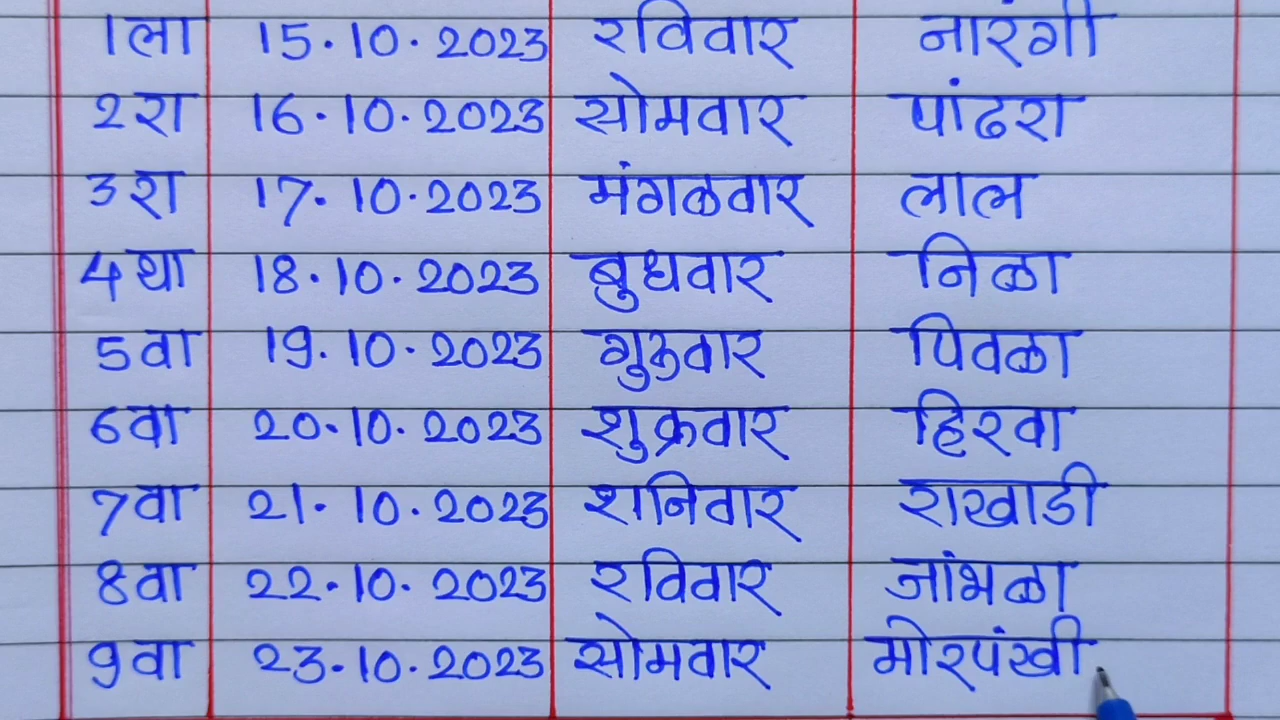 1ला 15.10.2023 रविवार नारंगी
2रा 16.10.2023 सोमवार पांढरा
3रा 17.10.2023 मंगळवार लाल
4था 18.10.2023 बुधवार निळा
5वा 19.10.2023 गुरुवार पिवळा
6वा 20.10.2023 शुक्रवार हिरवा
7वा 21.10.2023 शनिवार राखाडी
8वा 22.10.2023 रविवार जांभळा
9वा 23.10.2023 सोमवार मोरपंखी